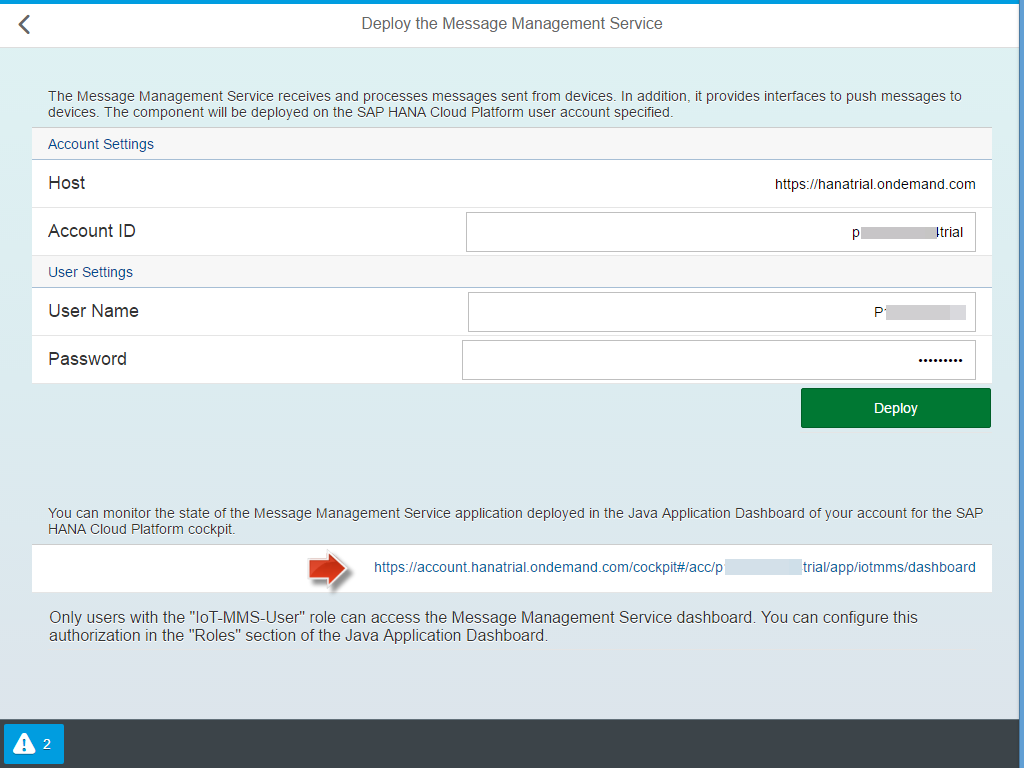 Deploy the Message Management Service
The Message Management Service receives and processes messages sent from devices. In addition, it provides interfaces to push messages to
devices. The component will be deployed on the SAP HANA Cloud Platform user account specified.
Account Settings
Host
https://hanatrial.ondemand.com
Account ID
p trial
User Settings
User Name
P
Password
•••••••••
Deploy
You can monitor the state of the Message Management Service application deployed in the Java Application Dashboard of your account for the SAP
HANA Cloud Platform cockpit.
https://account.hanatrial.ondemand.com/cockpit#/acc/p trial/app/iotmms/dashboard
Only users with the "IoT-MMS-User" role can access the Message Management Service dashboard. You can configure this
authorization in the "Roles" section of the Java Application Dashboard.
2